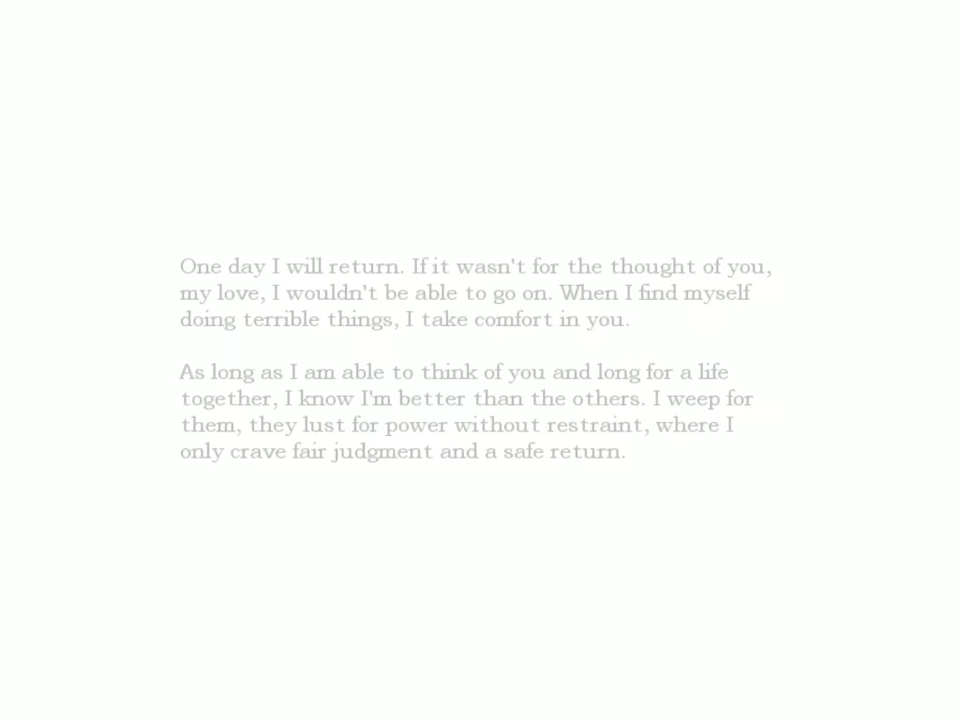 One day I will return. If it wasn't for the thought of you,
my love, I wouldn't be able to go on. When I find myself
doing terrible things, I take comfort in you.
As long as I am able to think of you and long for a life
together, I know I'm better than the others. I weep for
them, they lust for power without restraint, where I
only crave fair judgment and a safe return.